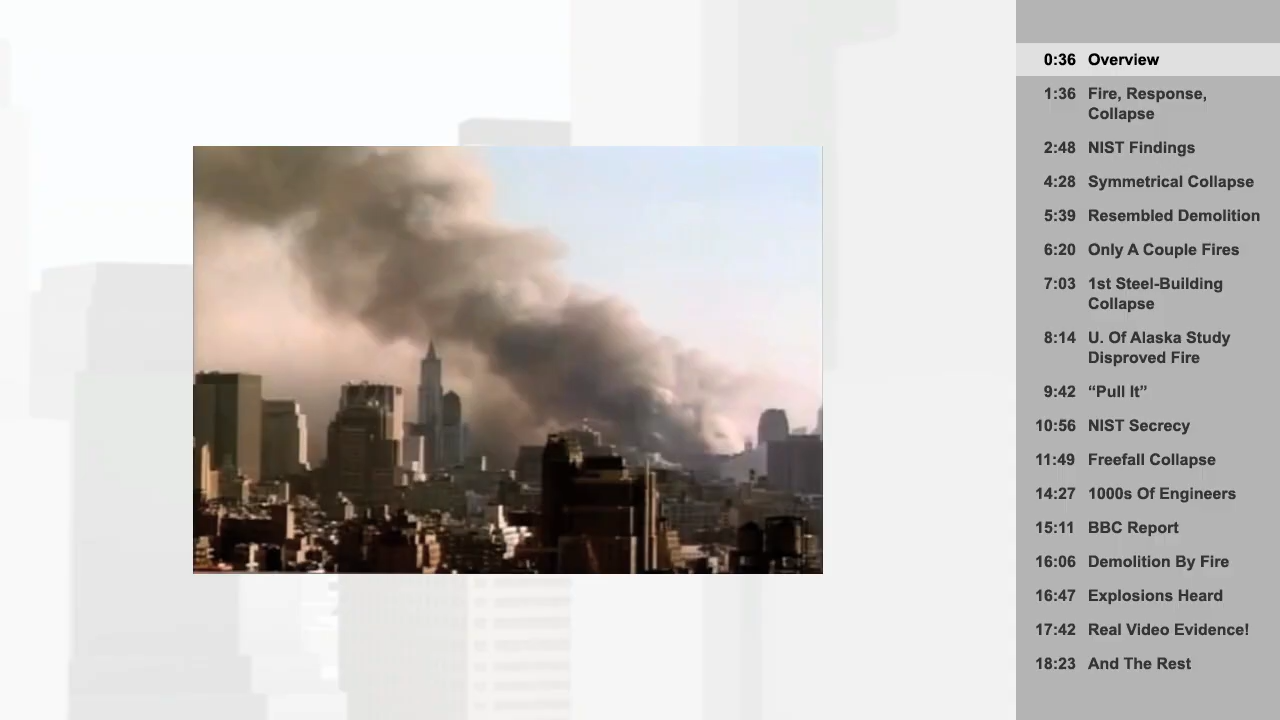 0:36 Overview
1:36 Fire, Response,
Collapse
2:48 NIST Findings
4:28 Symmetrical Collapse
5:39 Resembled Demolition
6:20 Only A Couple Fires
7:03 1st Steel-Building
Collapse
8:14 U. Of Alaska Study
Disproved Fire
9:42 “Pull It”
10:56 NIST Secrecy
11:49 Freefall Collapse
14:27 1000s Of Engineers
15:11 BBC Report
16:06 Demolition By Fire
16:47 Explosions Heard
17:42 Real Video Evidence!
18:23 And The Rest